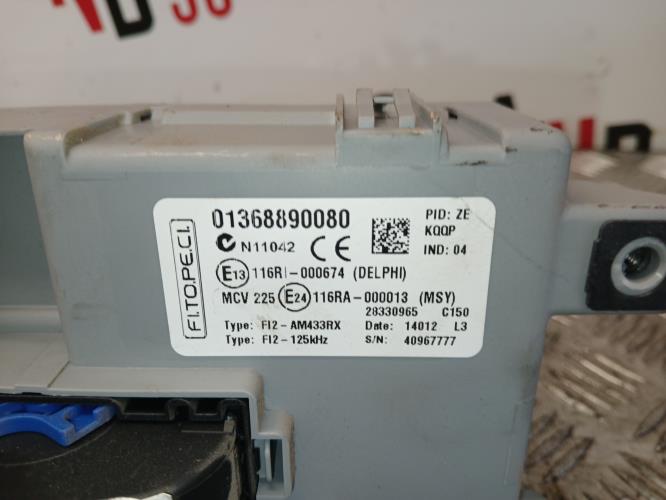 FI.TO.PE.CI.
01368890080
PID: ZE
N11042 CE
KQQP
IND: 04
E13 116RI-000674 (DELPHI)
MCV 225 E24 116RA-000013 (MSY)
28330965 C150
Type: FI2-AM433RX Date: 14012 L3
Type: FI2-125kHz S/N: 40967777